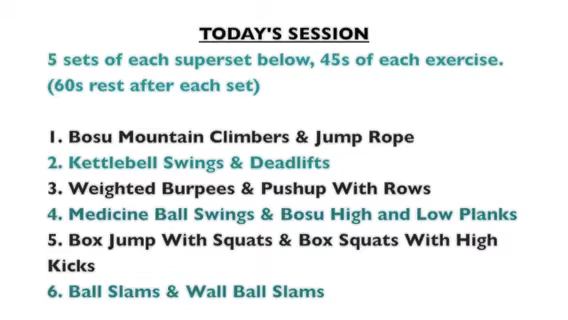 TODAY'S SESSION
5 sets of each superset below, 45s of each exercise.
(60s rest after each set)
1. Bosu Mountain Climbers & Jump Rope
2. Kettlebell Swings & Deadlifts
3. Weighted Burpees & Pushup With Rows
4. Medicine Ball Swings & Bosu High and Low Planks
5. Box Jump With Squats & Box Squats With High
Kicks
6. Ball Slams & Wall Ball Slams